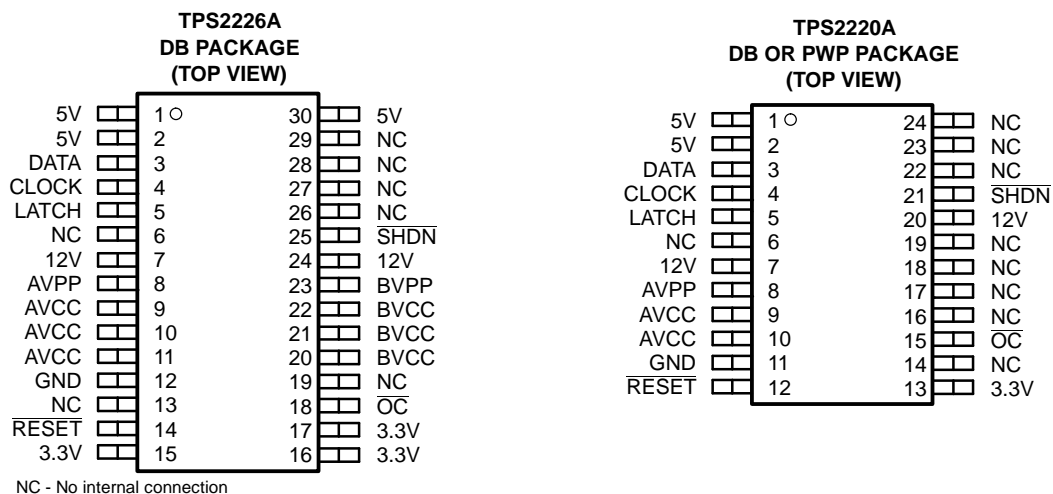 TPS2226A
DB PACKAGE
(TOP VIEW)
5V 1 30 5V
5V 2 29 NC
DATA 3 28 NC
CLOCK 4 27 NC
LATCH 5 26 NC
NC 6 25 SHDN
12V 7 24 12V
AVPP 8 23 BVPP
AVCC 9 22 BVCC
AVCC 10 21 BVCC
AVCC 11 20 BVCC
GND 12 19 NC
NC 13 18 OC
RESET 14 17 3.3V
3.3V 15 16 3.3V
NC - No internal connection
TPS2220A
DB OR PWP PACKAGE
(TOP VIEW)
5V 1 24 NC
5V 2 23 NC
DATA 3 22 NC
CLOCK 4 21 SHDN
LATCH 5 20 12V
NC 6 19 NC
12V 7 18 NC
AVPP 8 17 NC
AVCC 9 16 NC
AVCC 10 15 OC
GND 11 14 NC
RESET 12 13 3.3V